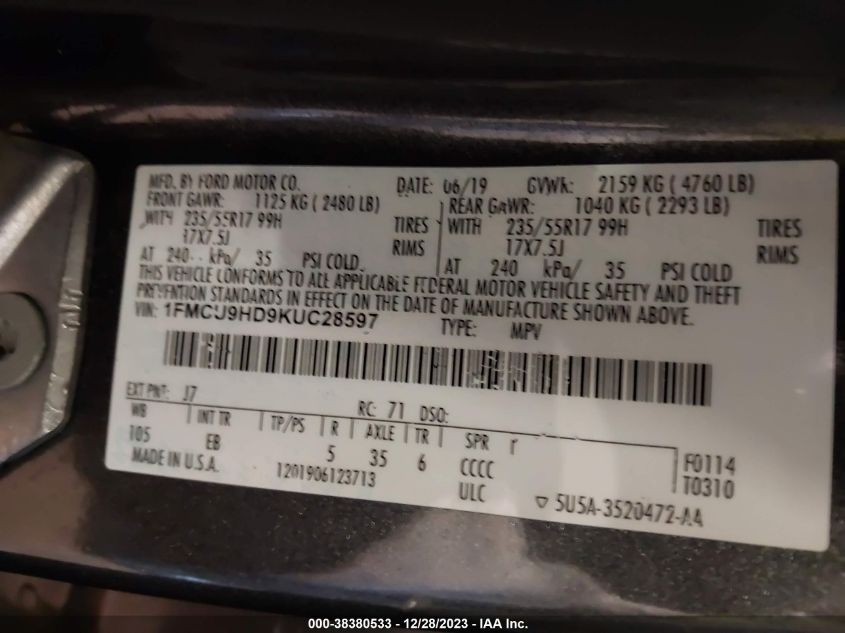 MFD. BY FORD MOTOR CO. DATE: 06/19 GVWR: 2159 KG ( 4760 LB)
FRONT GAWR: 1125 KG ( 2480 LB) REAR GAWR: 1040 KG ( 2293 LB)
WITH 235/55R17 99H TIRES WITH 235/55R17 99H TIRES
17X7.5J RIMS 17X7.5J RIMS
AT 240 kPa/ 35 PSI COLD AT 240 kPa/ 35 PSI COLD
THIS VEHICLE CONFORMS TO ALL APPLICABLE FEDERAL MOTOR VEHICLE SAFETY AND THEFT
PREVENTION STANDARDS IN EFFECT ON THE DATE OF MANUFACTURE SHOWN ABOVE.
VIN: 1FMCU9HD9KUC28597 TYPE: MPV
EXT PNT: J7 RC: 71 DSO:
WB INT TR TP/PS R AXLE TR SPR
105 EB 5 35 6 CCCC F0114
MADE IN U.S.A. 1201906123713 ULC T0310
▽ 5U5A-3520472-AA
000-38380533 - 12/28/2023 - IAA Inc.